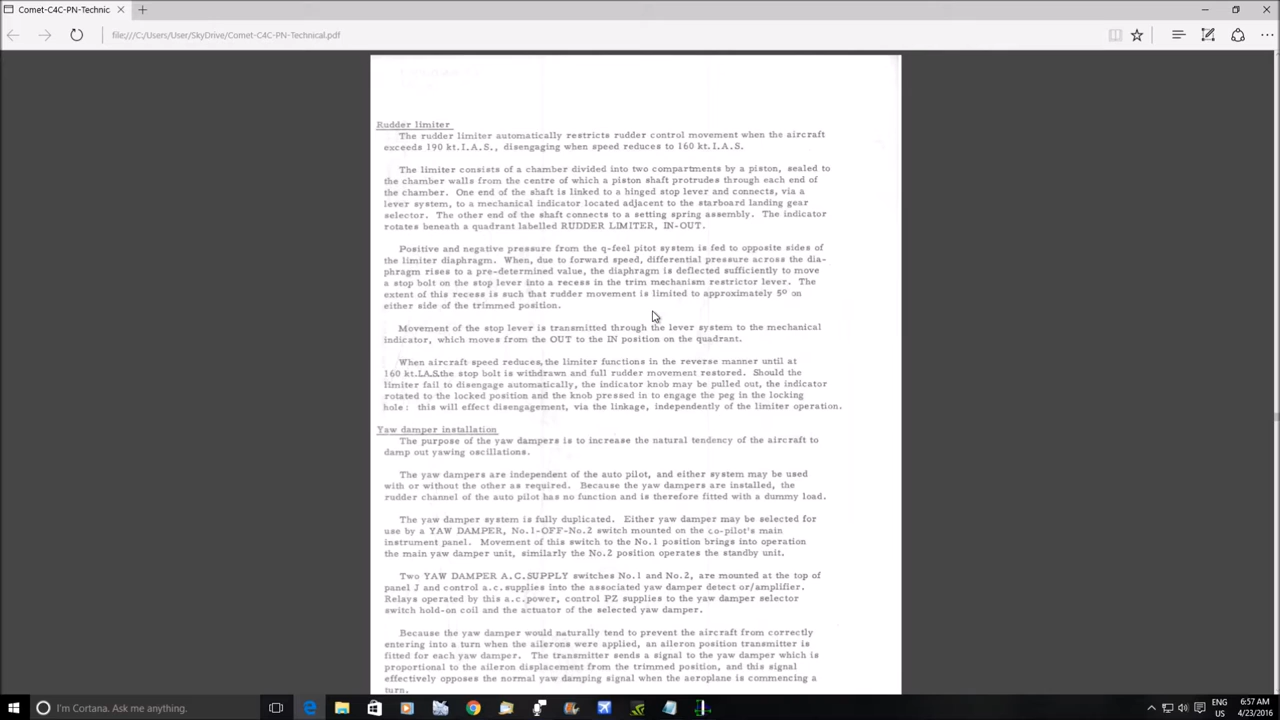 Comet-C4C-PN-Technic
file:///C:/Users/User/SkyDrive/Comet-C4C-PN-Technical.pdf
Rudder limiter
The rudder limiter automatically restricts rudder control movement when the aircraft
exceeds 190 kt.I.A.S., disengaging when speed reduces to 160 kt.I.A.S.
The limiter consists of a chamber divided into two compartments by a piston, sealed to
the chamber walls from the centre of which a piston shaft protrudes through each end of
the chamber. One end of the shaft is linked to a hinged stop lever and connects, via a
lever system, to a mechanical indicator located adjacent to the starboard landing gear
selector. The other end of the shaft connects to a setting spring assembly. The indicator
rotates beneath a quadrant labelled RUDDER LIMITER, IN-OUT.
Positive and negative pressure from the q-feel pitot system is fed to opposite sides of
the limiter diaphragm. When, due to forward speed, differential pressure across the dia-
phragm rises to a pre-determined value, the diaphragm is deflected sufficiently to move
a stop bolt on the stop lever into a recess in the trim mechanism restrictor lever. The
extent of this recess is such that rudder movement is limited to approximately 5° on
either side of the trimmed position.
Movement of the stop lever is transmitted through the lever system to the mechanical
indicator, which moves from the OUT to the IN position on the quadrant.
When aircraft speed reduces, the limiter functions in the reverse manner until at
160 kt.I.A.S. the stop bolt is withdrawn and full rudder movement restored. Should the
limiter fail to disengage automatically, the indicator knob may be pulled out, the indicator
rotated to the locked position and the knob pressed in to engage the peg in the locking
hole: this will effect disengagement, via the linkage, independently of the limiter operation.
Yaw damper installation
The purpose of the yaw dampers is to increase the natural tendency of the aircraft to
damp out yawing oscillations.
The yaw dampers are independent of the auto pilot, and either system may be used
with or without the other as required. Because the yaw dampers are installed, the
rudder channel of the auto pilot has no function and is therefore fitted with a dummy load.
The yaw damper system is fully duplicated. Either yaw damper may be selected for
use by a YAW DAMPER, No.1-OFF-No.2 switch mounted on the co-pilot's main
instrument panel. Movement of this switch to the No.1 position brings into operation
the main yaw damper unit, similarly the No.2 position operates the standby unit.
Two YAW DAMPER A.C.SUPPLY switches No.1 and No.2, are mounted at the top of
panel J and control a.c.supplies into the associated yaw damper detect or/amplifier.
Relays operated by this a.c.power, control PZ supplies to the yaw damper selector
switch hold-on coil and the actuator of the selected yaw damper.
Because the yaw damper would naturally tend to prevent the aircraft from correctly
entering into a turn when the ailerons were applied, an aileron position transmitter is
fitted for each yaw damper. The transmitter sends a signal to the yaw damper which is
proportional to the aileron displacement from the trimmed position, and this signal
effectively opposes the normal yaw damping signal when the aeroplane is commencing a
turn.
I'm Cortana. Ask me anything.
ENG 6:57 AM
US 4/23/2016